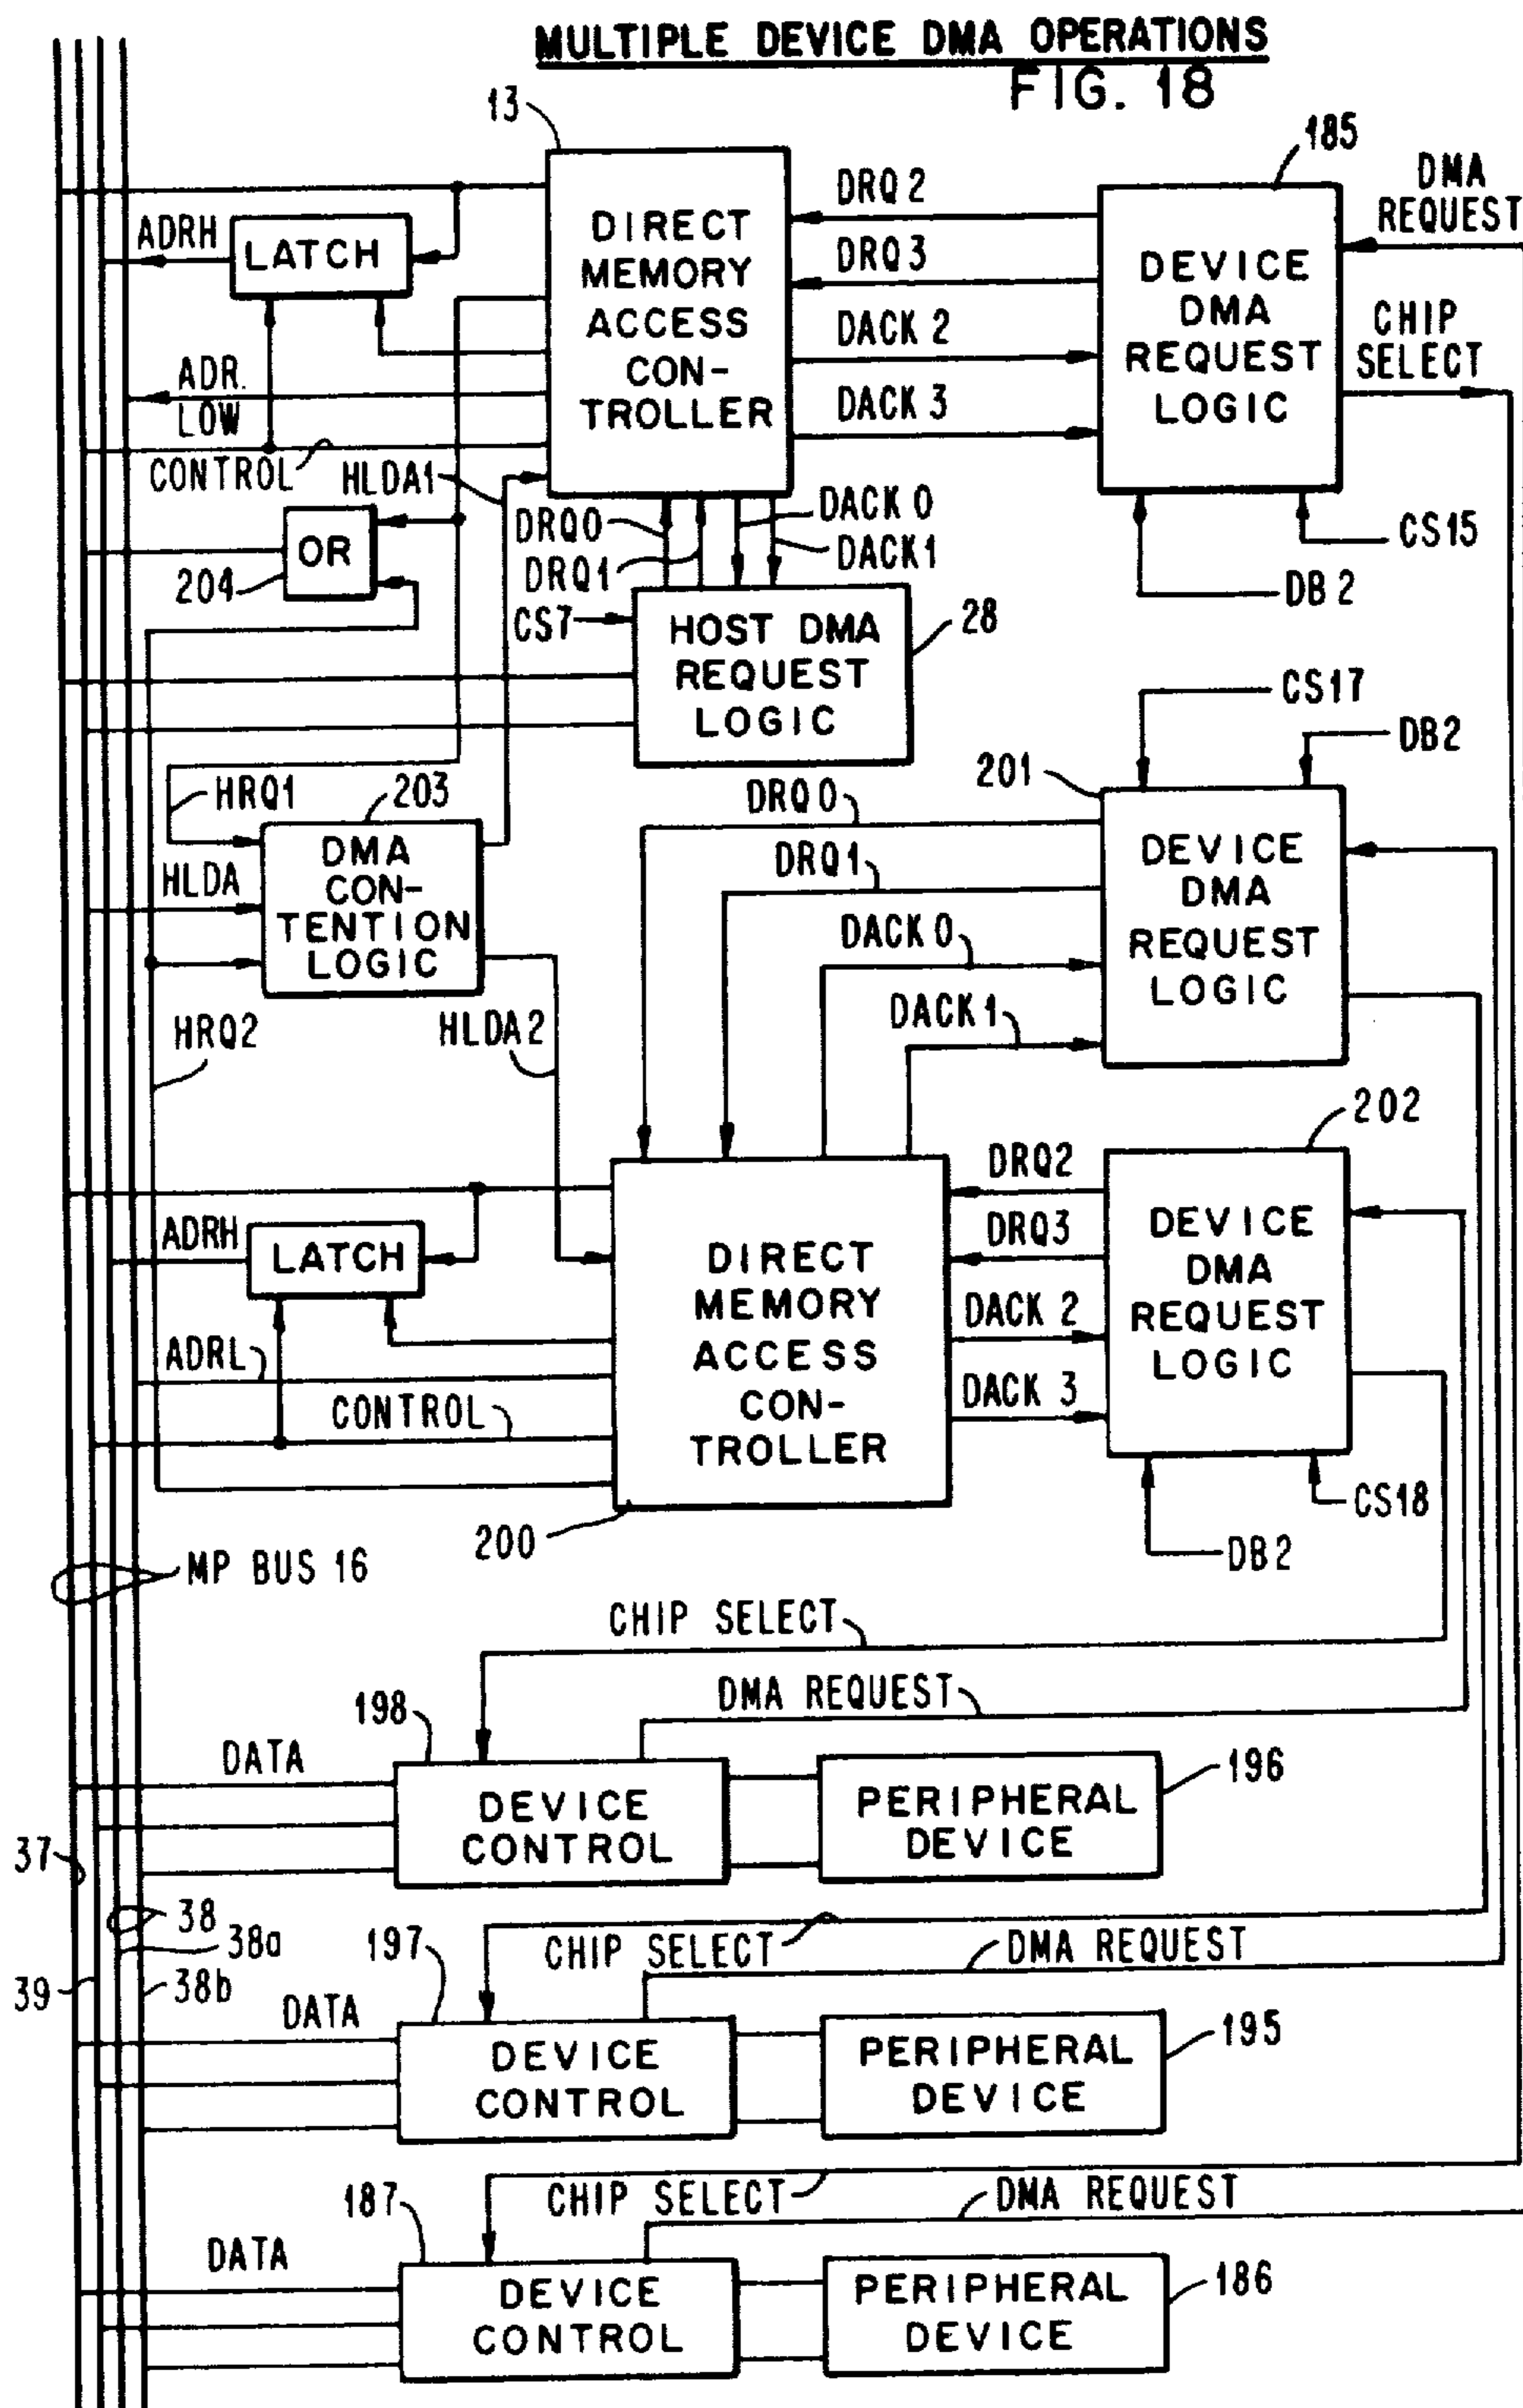 MULTIPLE DEVICE DMA OPERATIONS
FIG. 18
13
185
DMA
REQUEST
DIRECT
MEMORY
ACCESS
CON-
TROLLER
DRQ 2
DRQ 3
DACK 2
DACK 3
DEVICE
DMA
REQUEST
LOGIC
CHIP
SELECT
ADRH
LATCH
ADR.
LOW
CONTROL
HLDA1
OR
204
DRQ0
DRQ1
DACK 0
DACK1
CS15
DB 2
CS7
HOST DMA
REQUEST
LOGIC
28
CS17
DB2
201
HRQ1
203
HLDA
DMA
CON-
TENTION
LOGIC
DRQ 0
DRQ1
DACK 0
DACK 1
DEVICE
DMA
REQUEST
LOGIC
HRQ2
HLDA2
202
ADRH
LATCH
ADRL
CONTROL
DIRECT
MEMORY
ACCESS
CON-
TROLLER
200
DRQ2
DRQ3
DACK 2
DACK 3
DEVICE
DMA
REQUEST
LOGIC
CS18
DB2
MP BUS 16
CHIP SELECT
DMA REQUEST
198
DATA
DEVICE
CONTROL
PERIPHERAL
DEVICE
196
37
38
38a
39
38b
197
CHIP SELECT
DMA REQUEST
DATA
DEVICE
CONTROL
PERIPHERAL
DEVICE
195
187
CHIP SELECT
DMA REQUEST
DATA
DEVICE
CONTROL
PERIPHERAL
DEVICE
186